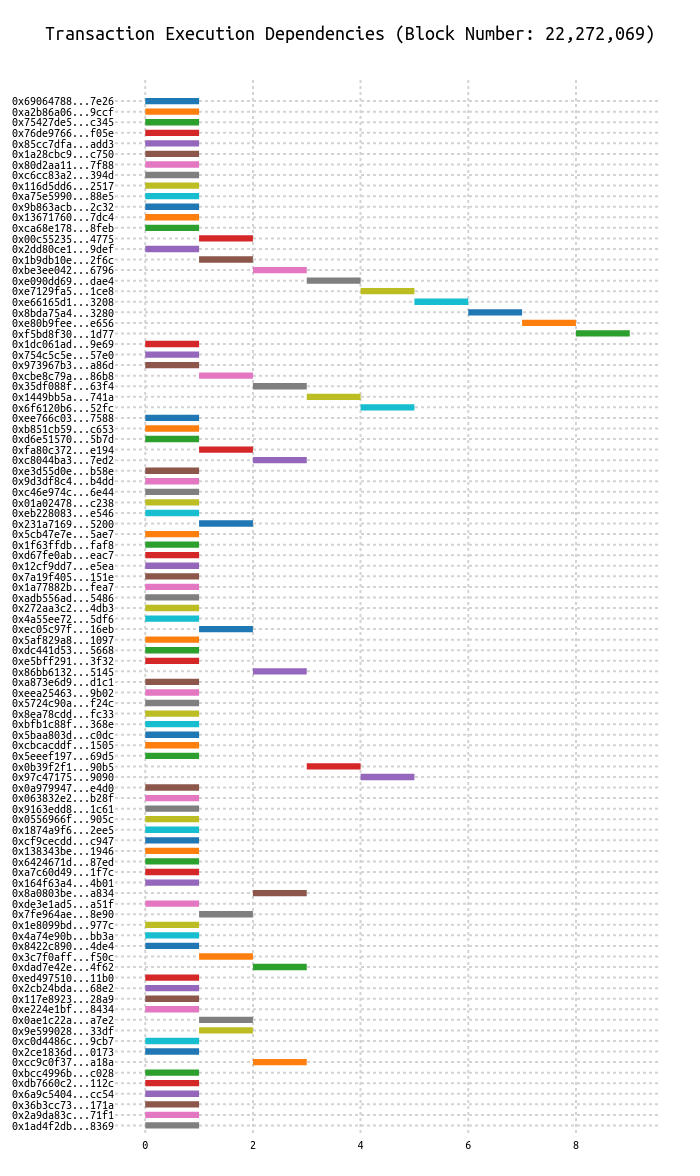 Transaction Execution Dependencies (Block Number: 22,272,069)
0x69064788...7e26
0xa2b86a06...9ccf
0x75427de5...c345
0x76de9766...f05e
0x85cc7dfa...add3
0x1a28cbc9...c750
0x80d2aa11...7f88
0xc6cc83a2...394d
0x116d5dd6...2517
0xa75e5990...88e5
0x9b863acb...2c32
0x13671760...7dc4
0xca68e178...8feb
0x00c55235...4775
0x2dd80ce1...9def
0x1b9db10e...2f6c
0xbe3ee042...6796
0xe090dd69...dae4
0xe7129fa5...1ce8
0xe66165d1...3208
0x8bda75a4...3280
0xe80b9fee...e656
0xf5bd8f30...1d77
0x1dc061ad...9e69
0x754c5c5e...57e0
0x973967b3...a86d
0xcbe8c79a...86b8
0x35df088f...63f4
0x1449bb5a...741a
0x6f6120b6...52fc
0xee766c03...7588
0xb851cb59...c653
0xd6e51570...5b7d
0xfa80c372...e194
0xc8044ba3...7ed2
0xe3d55d0e...b58e
0x9d3df8c4...b4dd
0xc46e974c...6e44
0x01a02478...c238
0xeb228083...e546
0x231a7169...5200
0x5cb47e7e...5ae7
0x1f63ffdb...faf8
0xd67fe0ab...eac7
0x12cf9dd7...e5ea
0x7a19f405...151e
0x1a77882b...fea7
0xadb556ad...5486
0x272aa3c2...4db3
0x4a55ee72...5df6
0xec05c97f...16eb
0x5af829a8...1097
0xdc441d53...5668
0xe5bff291...3f32
0x86bb6132...5145
0xa873e6d9...d1c1
0xeea25463...9b02
0x5724c90a...f24c
0x8ea78cdd...fc33
0xbfb1c88f...368e
0x5baa803d...c0dc
0xcbcacddf...1505
0x5eeef197...69d5
0x0b39f2f1...90b5
0x97c47175...9090
0x0a979947...e4d0
0x063832e2...b28f
0x9163edd8...1c61
0x0556966f...905c
0x1874a9f6...2ee5
0xcf9cecdd...c947
0x138343be...1946
0x6424671d...87ed
0xa7c60d49...1f7c
0x164f63a4...4b01
0x8a0803be...a834
0xde3e1ad5...a51f
0x7fe964ae...8e90
0x1e8099bd...977c
0x4a74e90b...bb3a
0x8422c890...4de4
0x3c7f0aff...f50c
0xdad7e42e...4f62
0xed497510...11b0
0x2cb24bda...68e2
0x117e8923...28a9
0xe224e1bf...8434
0x0ae1c22a...a7e2
0x9e599028...33df
0xc0d4486c...9cb7
0x2ce1836d...0173
0xcc9c0f37...a18a
0xbcc4996b...c028
0xdb7660c2...112c
0x6a9c5404...cc54
0x36b3cc73...171a
0x2a9da83c...71f1
0x1ad4f2db...8369
0 2 4 6 8